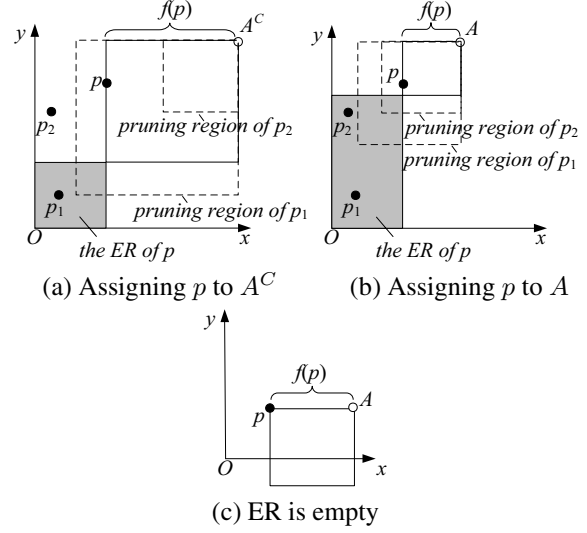 f(p)
A^C
y
p
p₂
pruning region of p₂
p₁
pruning region of p₁
O
x
the ER of p
(a) Assigning p to A^C
f(p)
A
y
p
p₂
pruning region of p₂
pruning region of p₁
p₁
O
x
the ER of p
(b) Assigning p to A
y
f(p)
p
A
O
x
(c) ER is empty